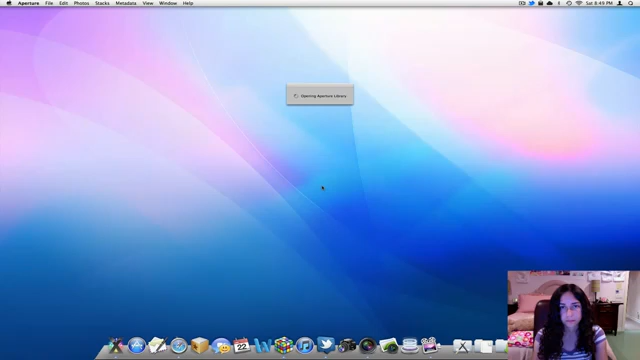 Aperture File Edit Photos Stacks Metadata View Window Help Sat 8:49 PM
Opening Aperture Library
22